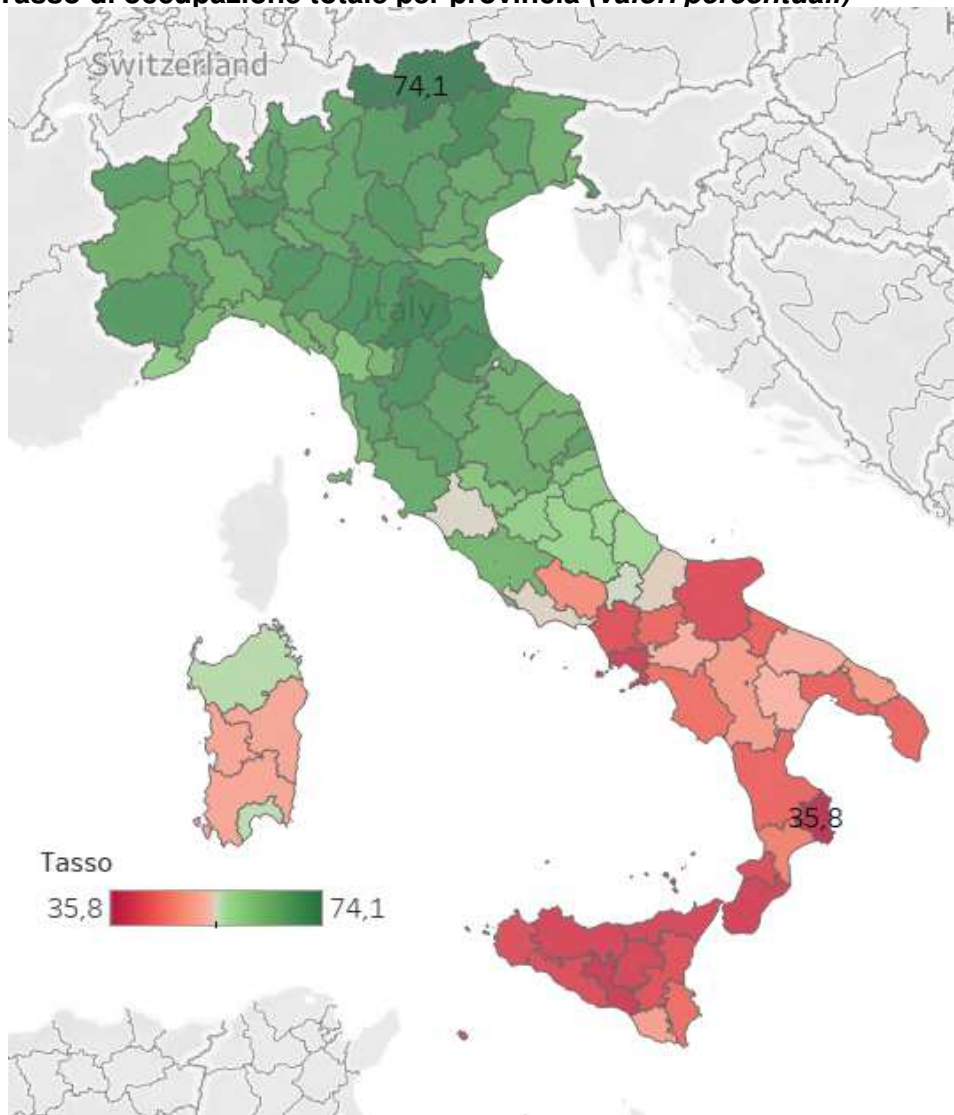 Tasso di occupazione totale per provincia (valori percentuali)
Switzerland
74,1
Italy
35,8
Tasso
35,8
74,1